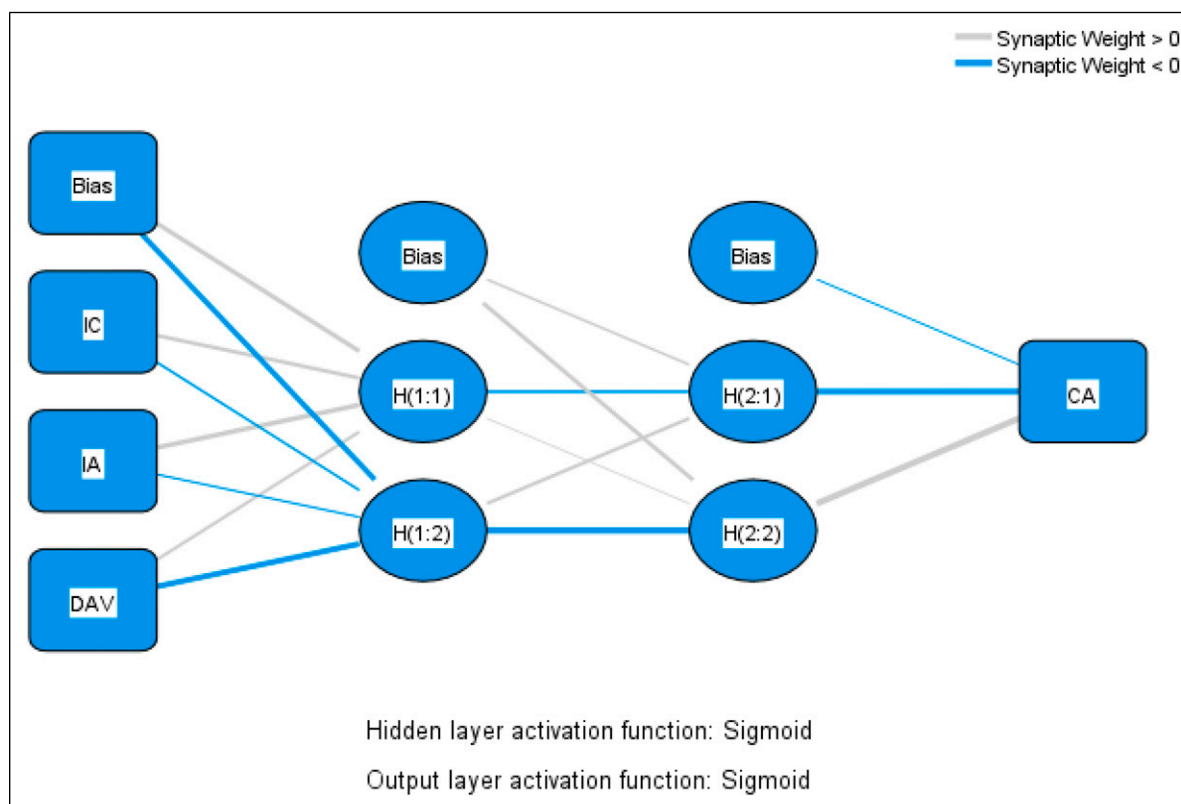 Synaptic Weight > 0
Synaptic Weight < 0
Bias
IC
IA
DAV
Bias
H(1:1)
H(1:2)
Bias
H(2:1)
H(2:2)
CA
Hidden layer activation function: Sigmoid
Output layer activation function: Sigmoid